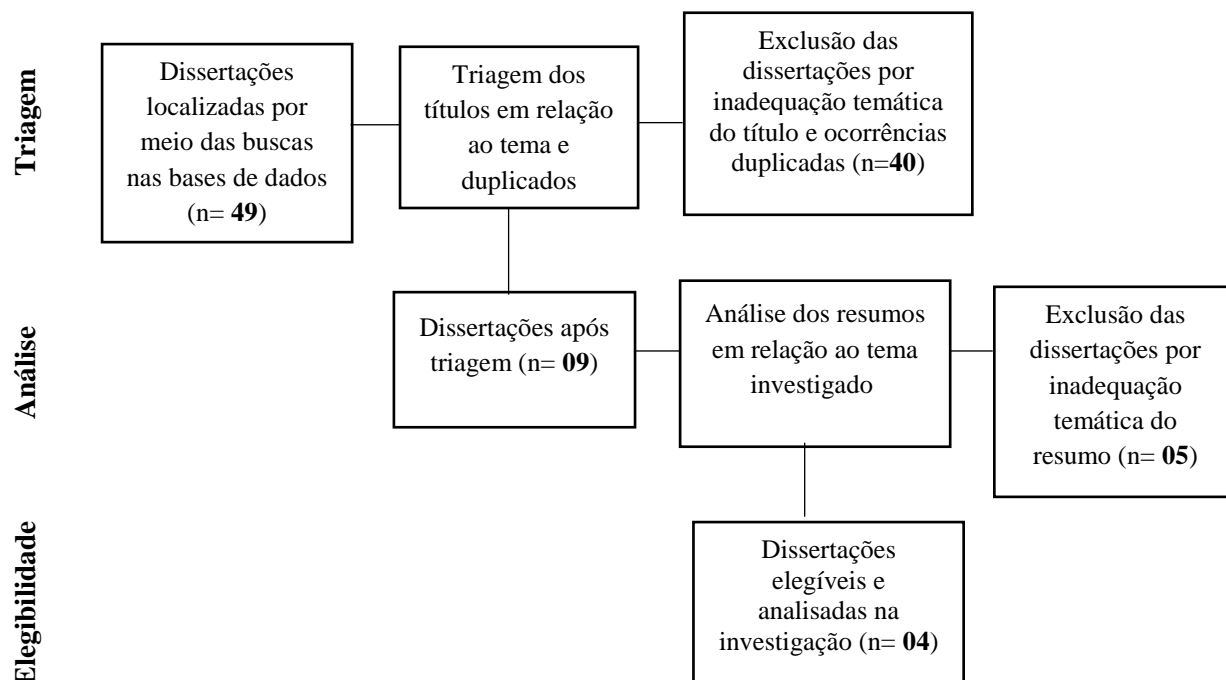 Triagem
Dissertações
localizadas por
meio das buscas
nas bases de dados
(n= 49)
Triagem dos
títulos em relação
ao tema e
duplicados
Exclusão das
dissertações por
inadequação temática
do título e ocorrências
duplicadas (n=40)
Análise
Dissertações após
triagem (n= 09)
Análise dos resumos
em relação ao tema
investigado
Exclusão das
dissertações por
inadequação
temática do
resumo (n= 05)
Elegibilidade
Dissertações
elegíveis e
analisadas na
investigação (n= 04)